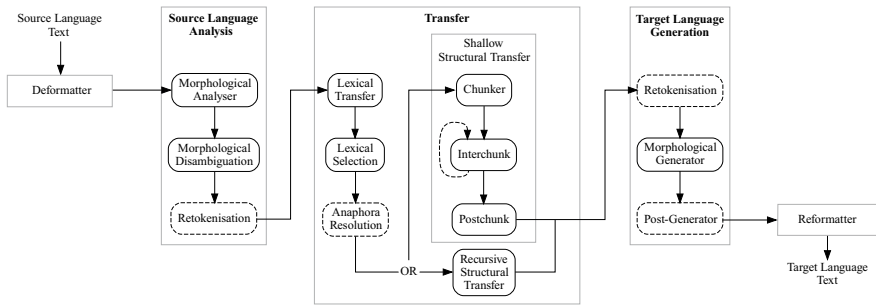 Source Language
Text
Deformatter
Source Language
Analysis
Morphological
Analyser
Morphological
Disambiguation
Retokenisation
Transfer
Lexical
Transfer
Lexical
Selection
Anaphora
Resolution
OR
Shallow
Structural Transfer
Chunker
Interchunk
Postchunk
Recursive
Structural
Transfer
Target Language
Generation
Retokenisation
Morphological
Generator
Post-Generator
Reformatter
Target Language
Text